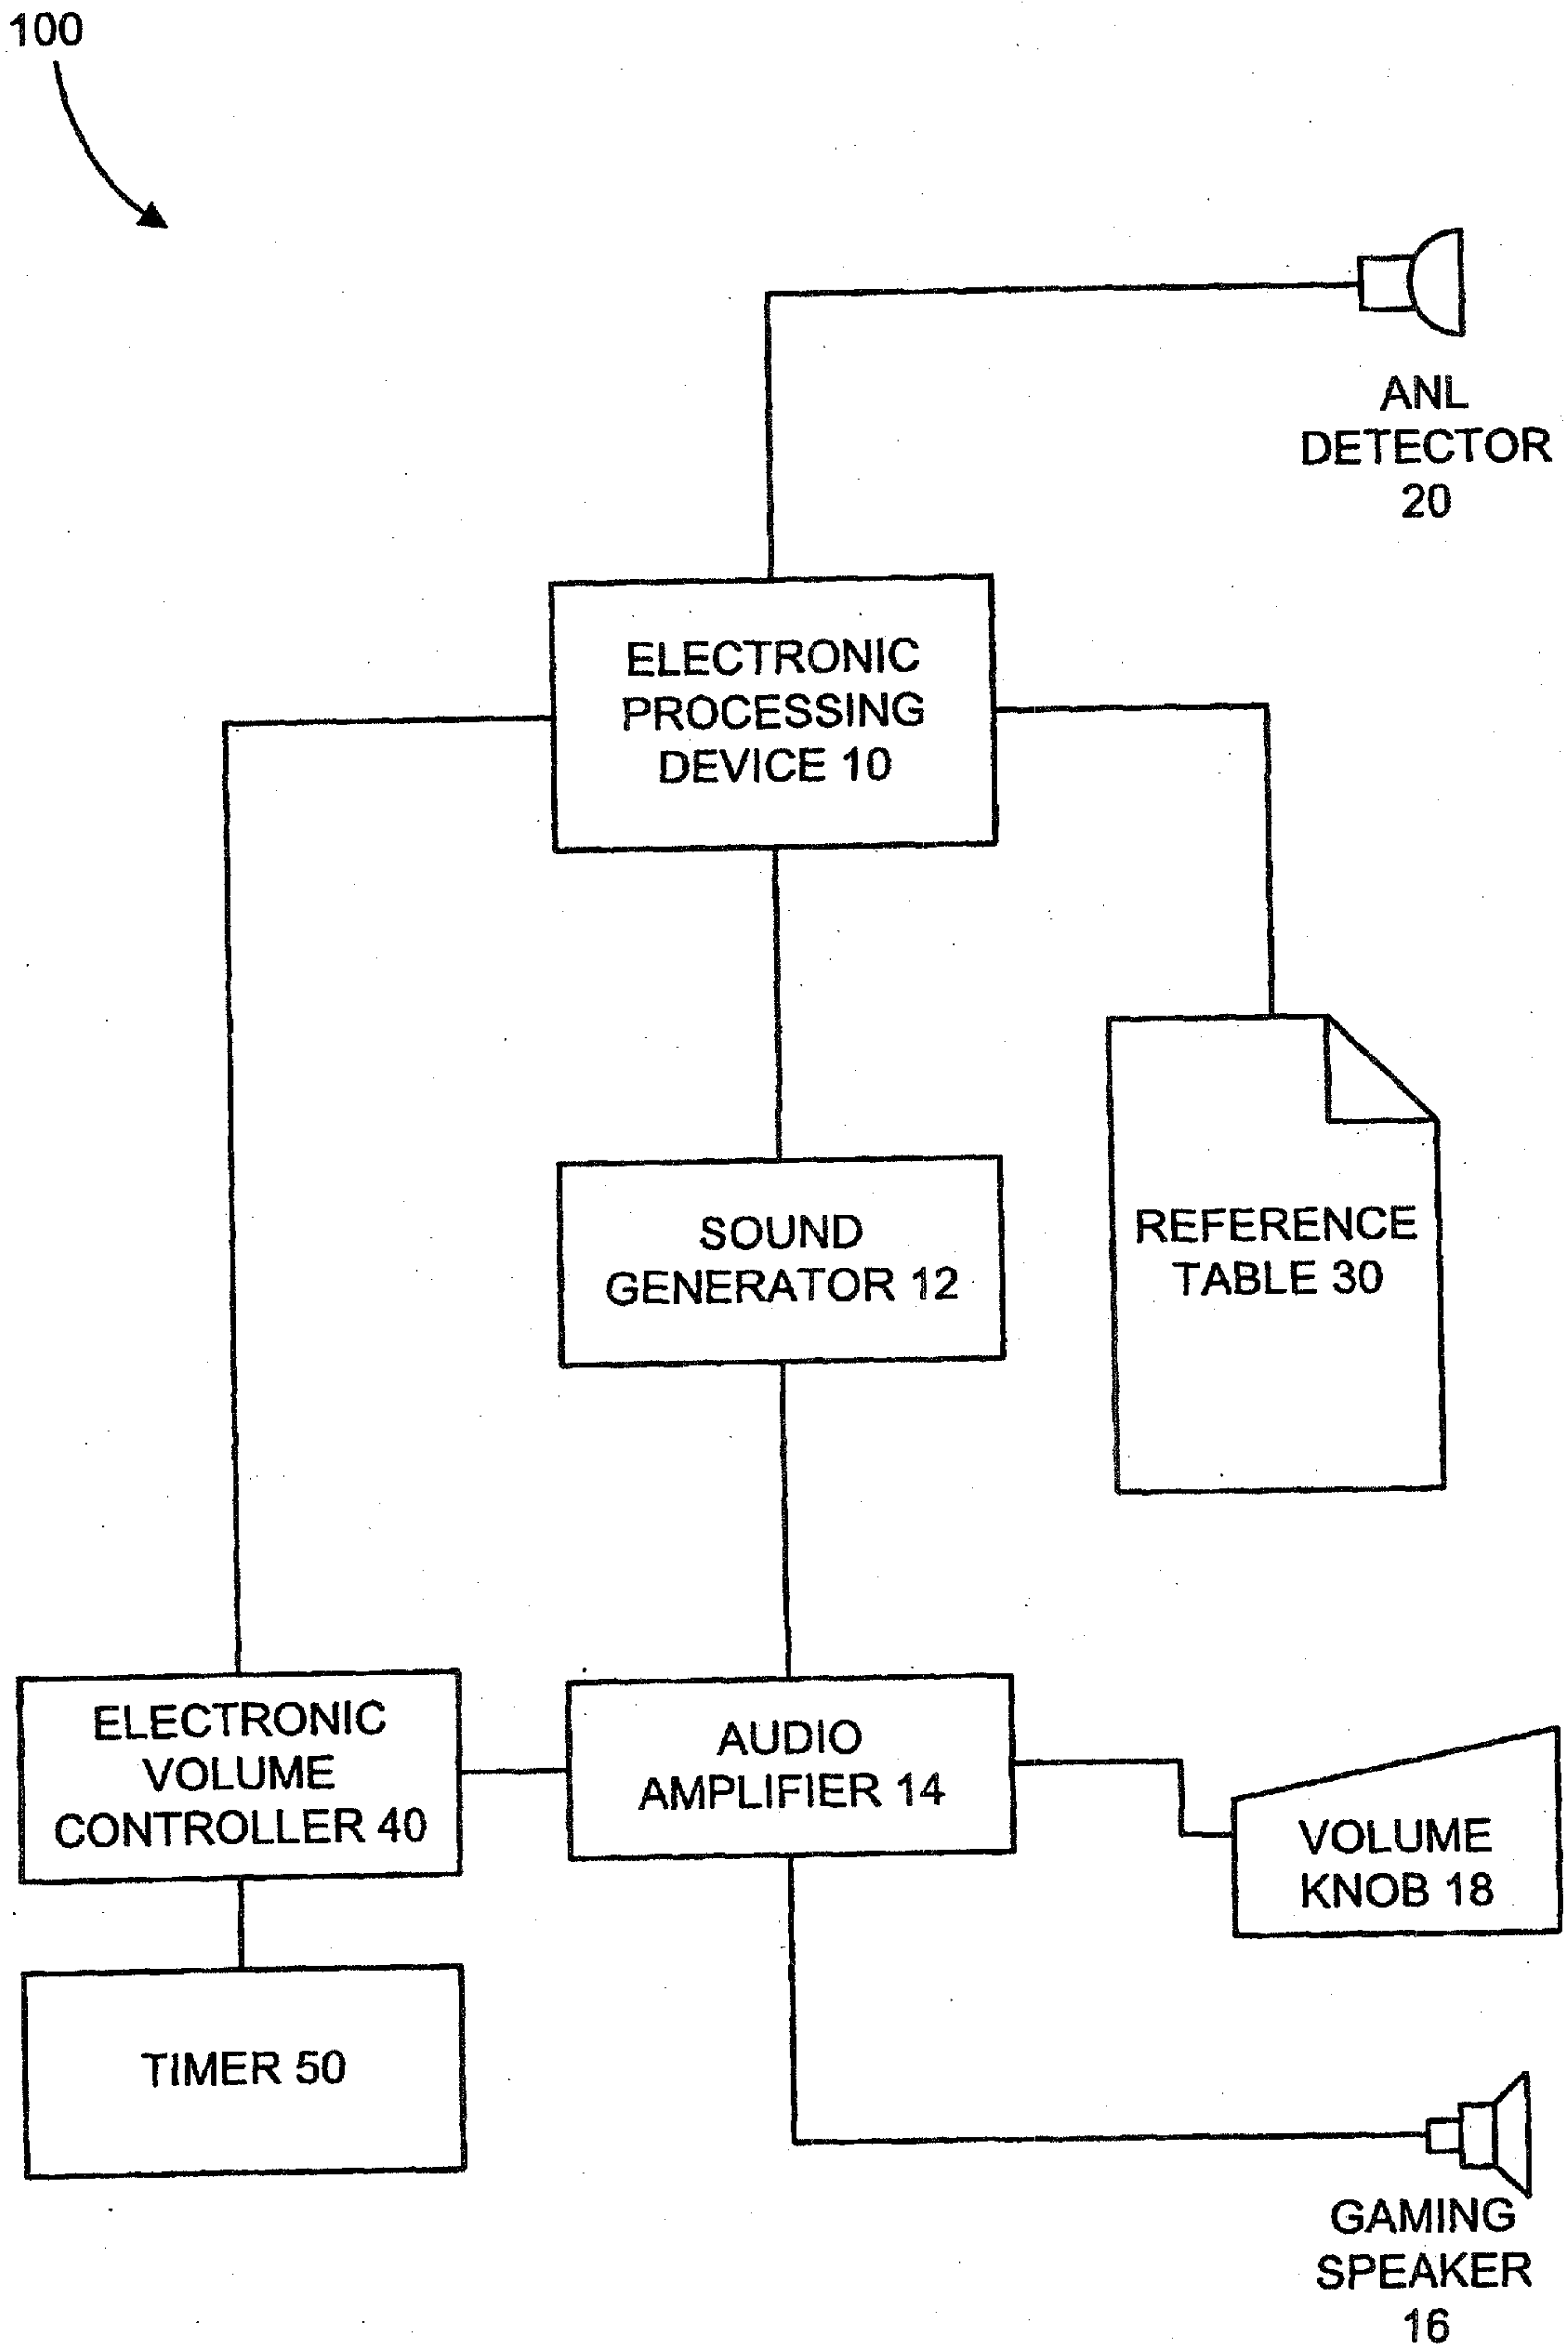 100
ANL
DETECTOR
20
ELECTRONIC
PROCESSING
DEVICE 10
SOUND
GENERATOR 12
REFERENCE
TABLE 30
ELECTRONIC
VOLUME
CONTROLLER 40
AUDIO
AMPLIFIER 14
VOLUME
KNOB 18
TIMER 50
GAMING
SPEAKER
16